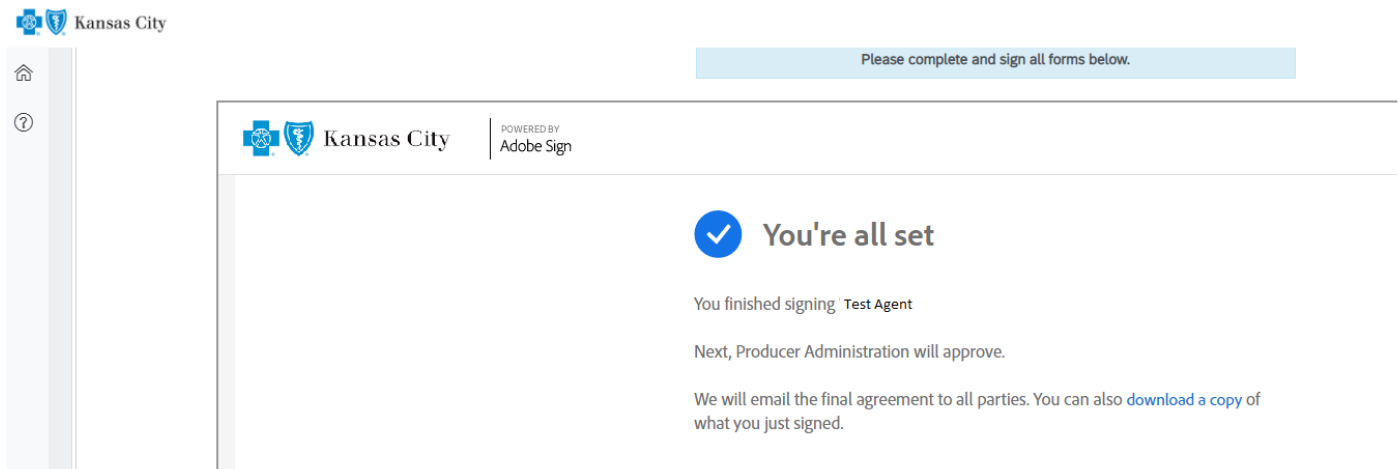 Kansas City
Please complete and sign all forms below.
Kansas City
POWERED BY
Adobe Sign
You're all set
You finished signing Test Agent
Next, Producer Administration will approve.
We will email the final agreement to all parties. You can also download a copy of
what you just signed.